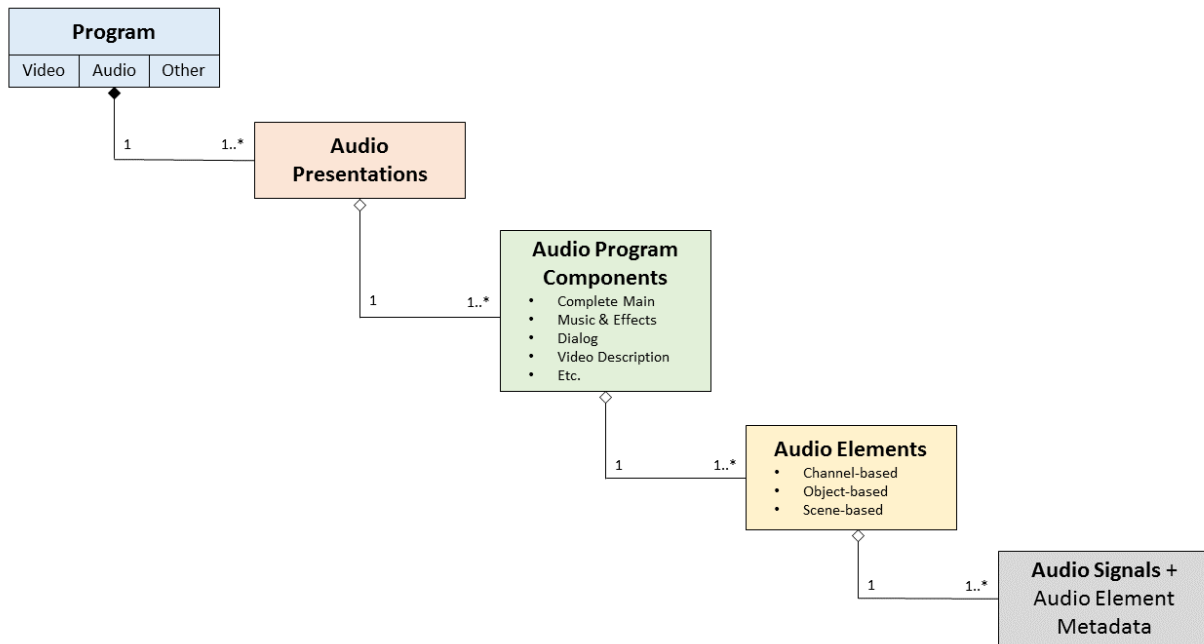 Program
Video Audio Other
1 1..*
Audio
Presentations
1 1..*
Audio Program
Components
• Complete Main
• Music & Effects
• Dialog
• Video Description
• Etc.
1 1..*
Audio Elements
• Channel-based
• Object-based
• Scene-based
1 1..*
Audio Signals +
Audio Element
Metadata